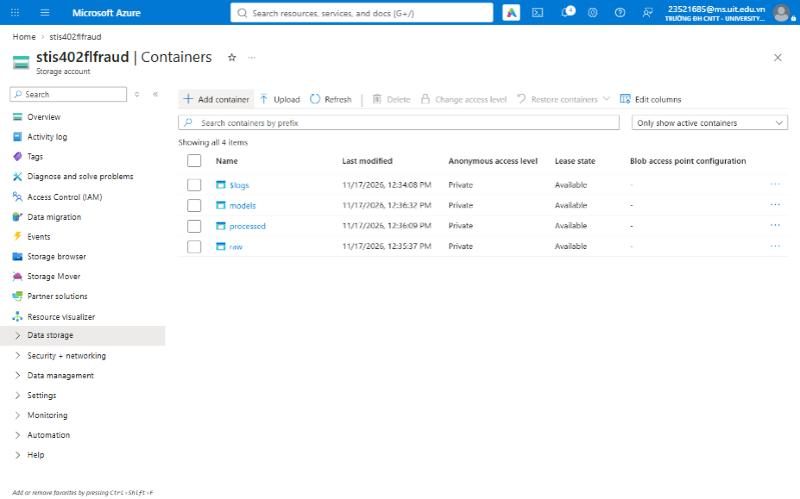 Microsoft Azure
Search resources, services, and docs (G+/)
4
23521685@ms.uit.edu.vn
TRƯỜNG ĐH CNTT - UNIVERSITY...
Home > stis402flfraud
stis402flfraud | Containers
Storage account
Search
Overview
Activity log
Tags
Diagnose and solve problems
Access Control (IAM)
Data migration
Events
Storage browser
Storage Mover
Partner solutions
Resource visualizer
Data storage
Security + networking
Data management
Settings
Monitoring
Automation
Help
Add or remove favorites by pressing Ctrl+Shift+F
Add container Upload Refresh Delete Change access level Restore containers Edit columns
Search containers by prefix
Only show active containers
Showing all 4 items
Name Last modified Anonymous access level Lease state Blob access point configuration
$logs 11/17/2026, 12:34:08 PM Private Available -
models 11/17/2026, 12:36:32 PM Private Available -
processed 11/17/2026, 12:36:09 PM Private Available -
raw 11/17/2026, 12:35:37 PM Private Available -